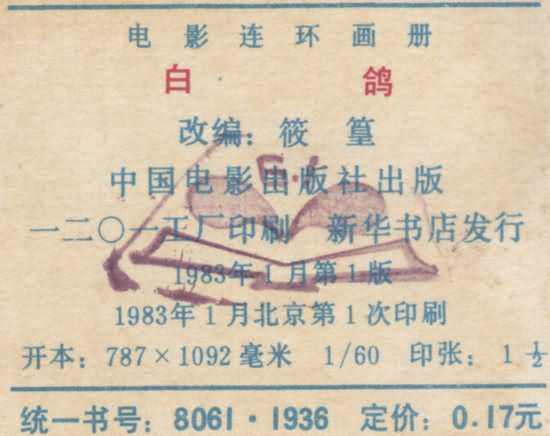 电影连环画册
白鸽
改编：筱篁
中国电影出版社出版
一二〇一工厂印刷 新华书店发行
1983年1月第1版
1983年1月北京第1次印刷
开本：787×1092毫米 1/60 印张：1 1/2
统一书号：8061·1936 定价：0.17元